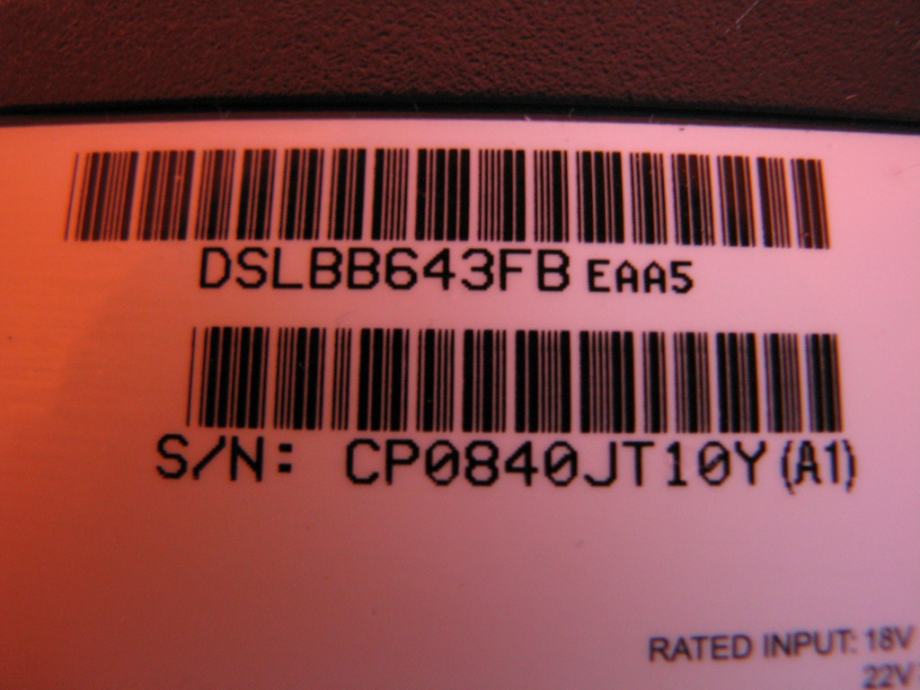 DSLBB643FB EAA5
S/N: CP0840JT10Y(A1)
RATED INPUT: 18V
22V